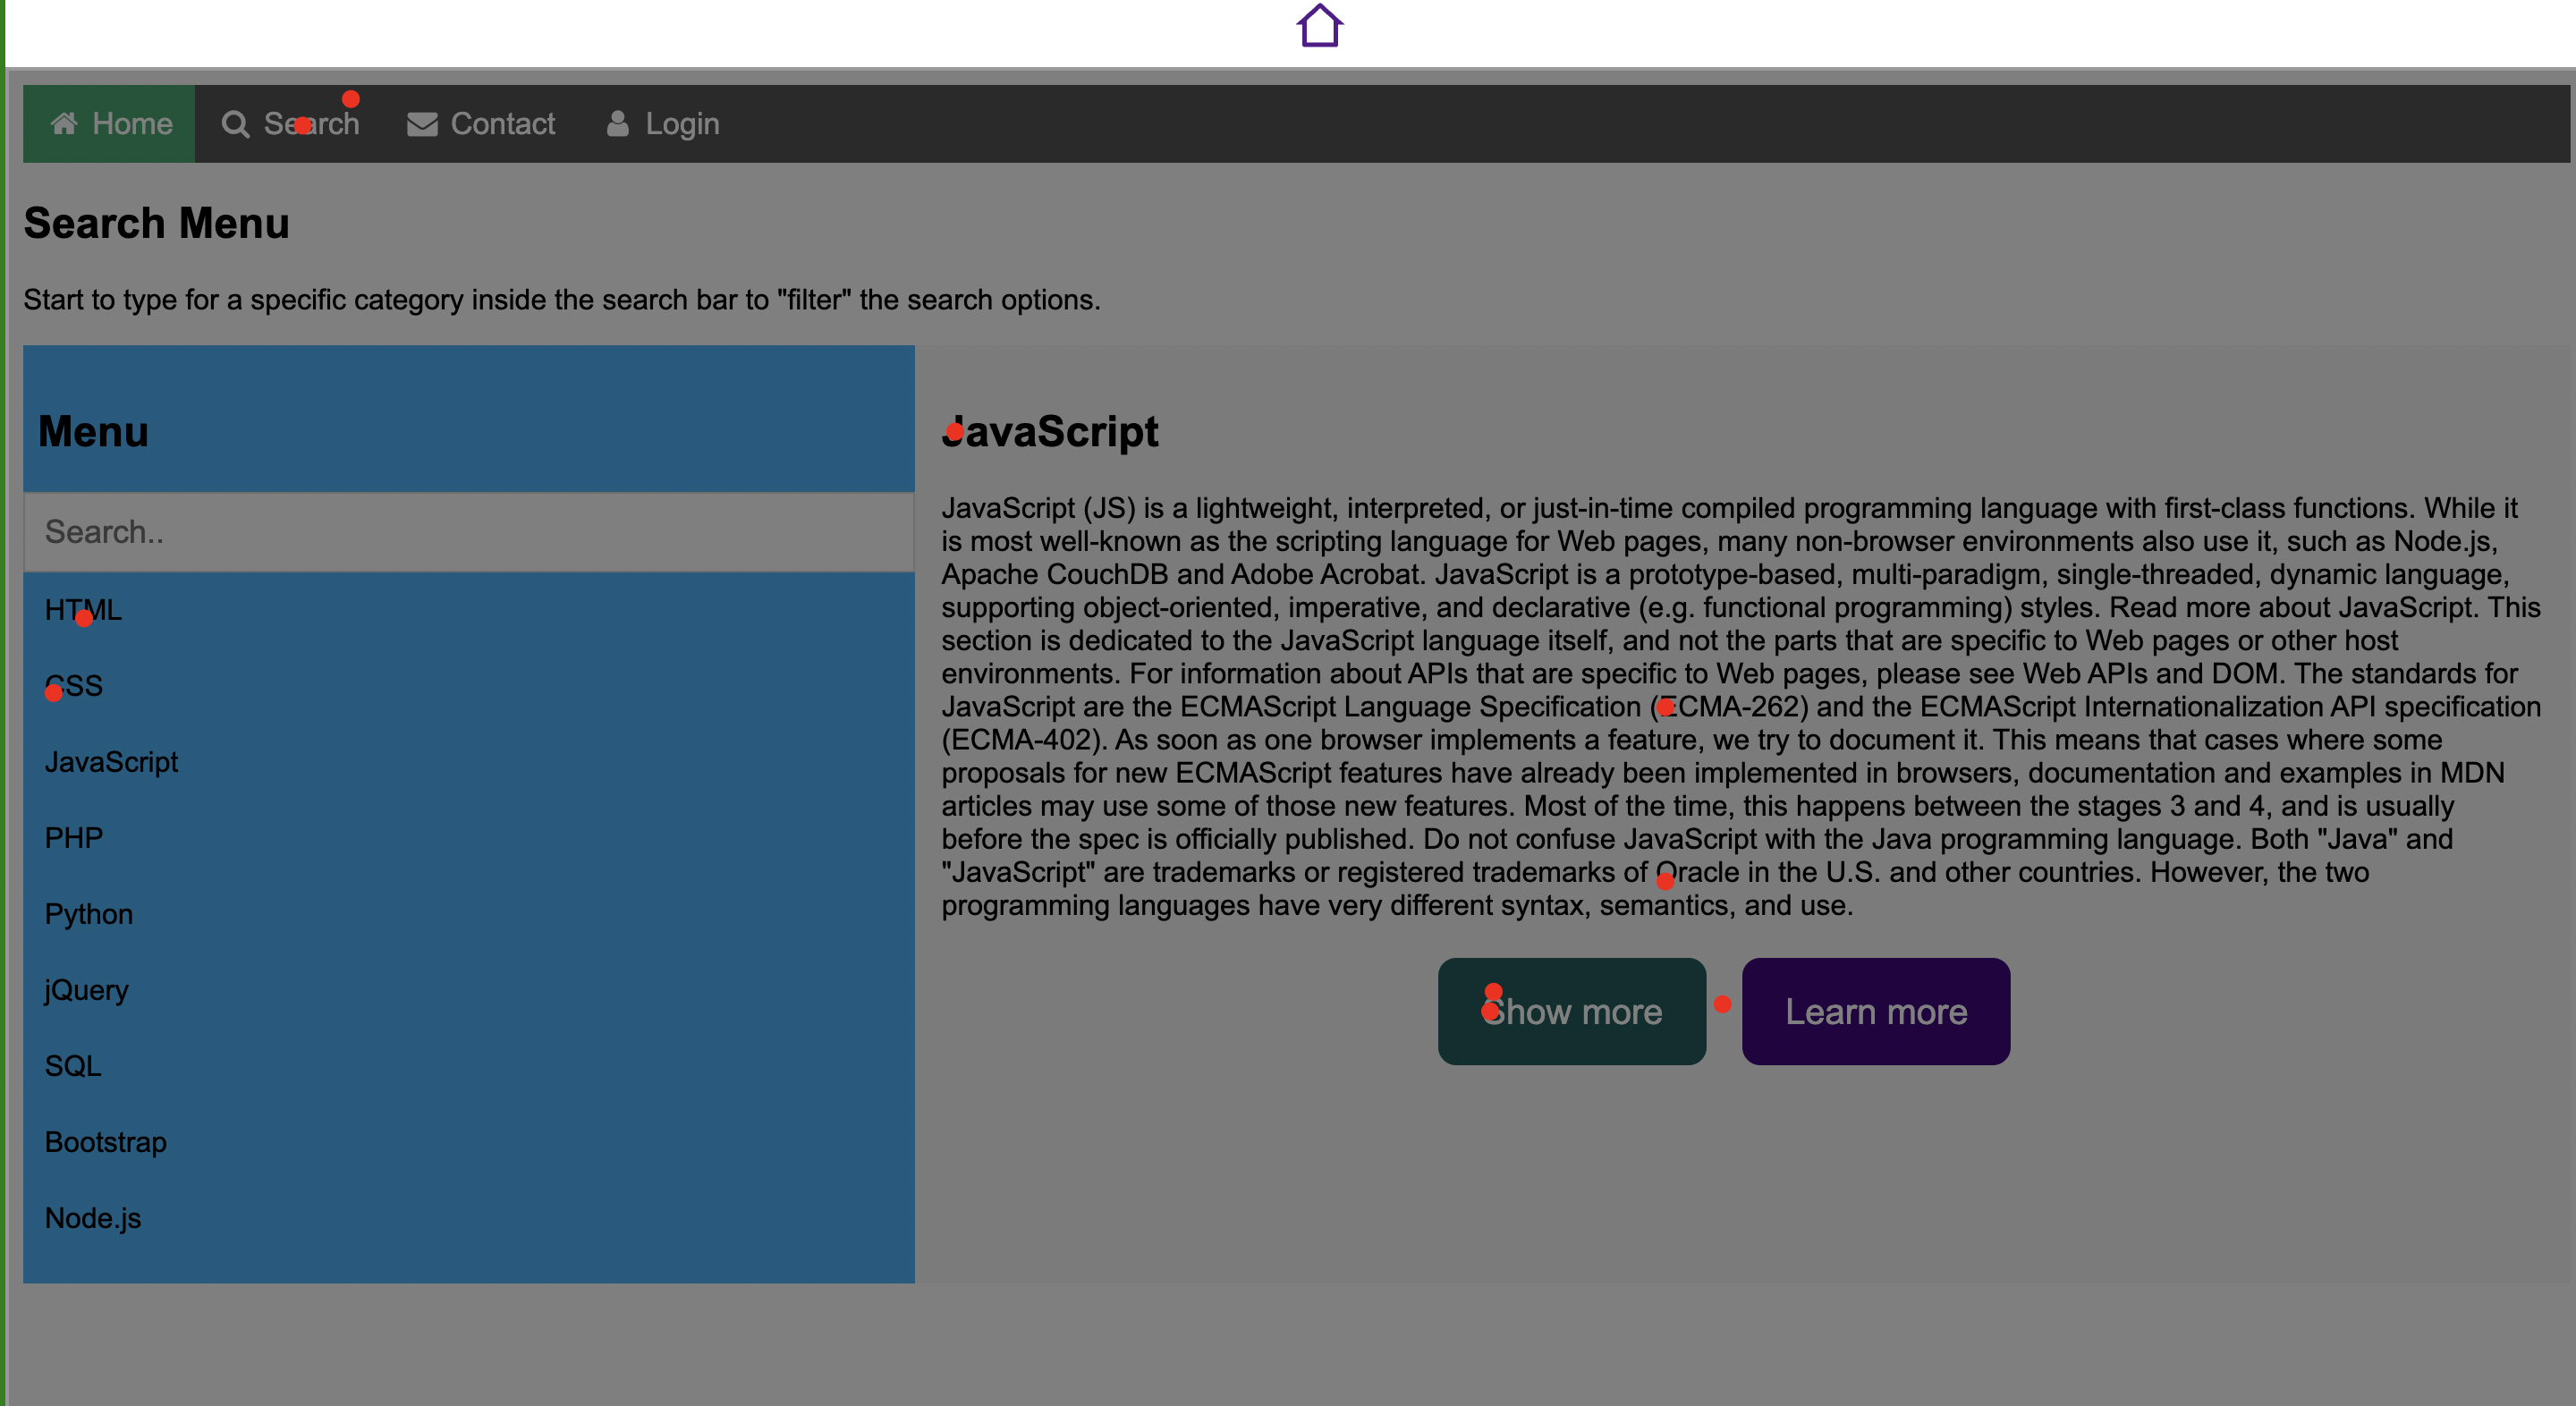 Home Search Contact Login
Search Menu
Start to type for a specific category inside the search bar to "filter" the search options.
Menu
Search..
HTML
CSS
JavaScript
PHP
Python
jQuery
SQL
Bootstrap
Node.js
JavaScript
JavaScript (JS) is a lightweight, interpreted, or just-in-time compiled programming language with first-class functions. While it
is most well-known as the scripting language for Web pages, many non-browser environments also use it, such as Node.js,
Apache CouchDB and Adobe Acrobat. JavaScript is a prototype-based, multi-paradigm, single-threaded, dynamic language,
supporting object-oriented, imperative, and declarative (e.g. functional programming) styles. Read more about JavaScript. This
section is dedicated to the JavaScript language itself, and not the parts that are specific to Web pages or other host
environments. For information about APIs that are specific to Web pages, please see Web APIs and DOM. The standards for
JavaScript are the ECMAScript Language Specification (ECMA-262) and the ECMAScript Internationalization API specification
(ECMA-402). As soon as one browser implements a feature, we try to document it. This means that cases where some
proposals for new ECMAScript features have already been implemented in browsers, documentation and examples in MDN
articles may use some of those new features. Most of the time, this happens between the stages 3 and 4, and is usually
before the spec is officially published. Do not confuse JavaScript with the Java programming language. Both "Java" and
"JavaScript" are trademarks or registered trademarks of Oracle in the U.S. and other countries. However, the two
programming languages have very different syntax, semantics, and use.
Show more Learn more